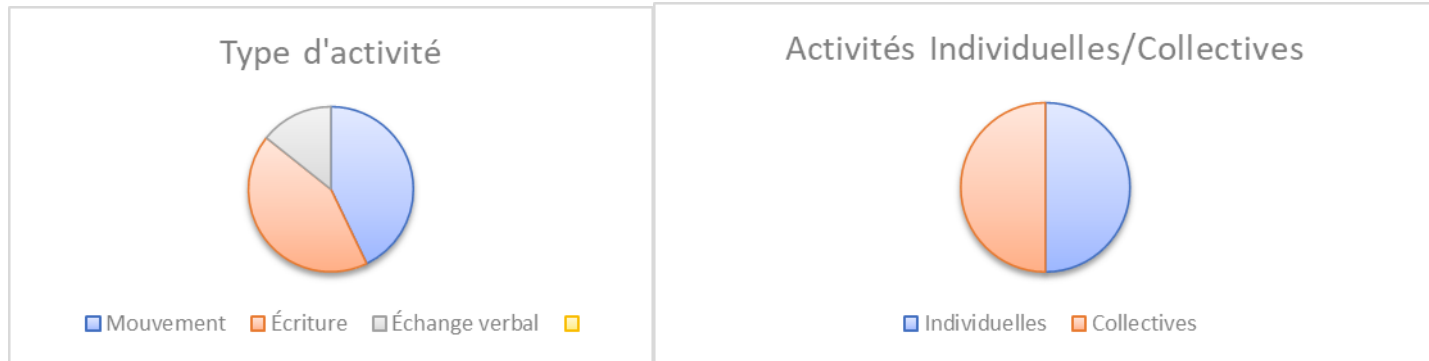 Type d'activité
Mouvement Écriture Échange verbal
Activités Individuelles/Collectives
Individuelles Collectives